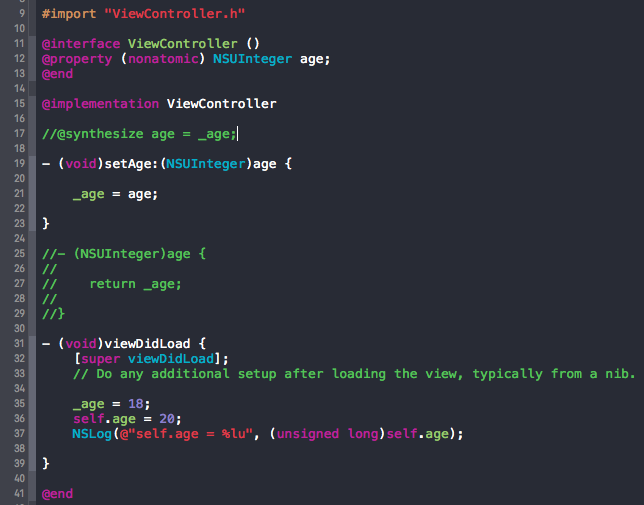 9 #import "ViewController.h"
10
11 @interface ViewController ()
12 @property (nonatomic) NSUInteger age;
13 @end
14
15 @implementation ViewController
16
17 //@synthesize age = _age;
18
19 - (void)setAge:(NSUInteger)age {
20
21     _age = age;
22
23 }
24
25 //- (NSUInteger)age {
26 //
27 //    return _age;
28 //
29 //}
30
31 - (void)viewDidLoad {
32     [super viewDidLoad];
33     // Do any additional setup after loading the view, typically from a nib.
34
35     _age = 18;
36     self.age = 20;
37     NSLog(@"self.age = %lu", (unsigned long)self.age);
38
39 }
40
41 @end